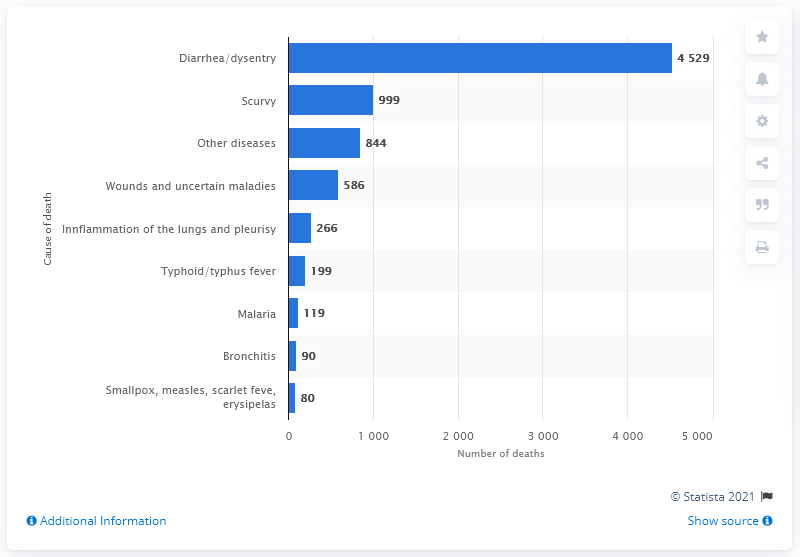 Diarrhea/dysentry
4 529
Scurvy
999
Other diseases
844
Wounds and uncertain maladies
586
Innflammation of the lungs and pleurisy
266
Typhoid/typhus fever
199
Malaria
119
Bronchitis
90
Smallpox, measles, scarlet feve,
erysipelas
80
Cause of death
0 1 000 2 000 3 000 4 000 5 000
Number of deaths
© Statista 2021
Additional Information
Show source